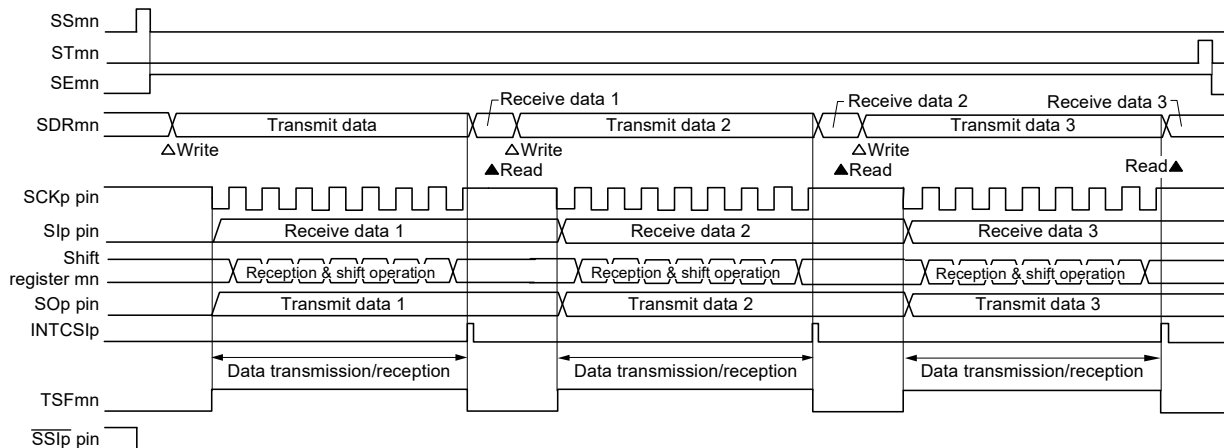 SSmn
STmn
SEmn
Receive data 1
Receive data 2
Receive data 3
SDRmn
Transmit data
Transmit data 2
Transmit data 3
△Write
△Write
△Write
▲Read
▲Read
Read▲
SCKp pin
SIp pin
Receive data 1
Receive data 2
Receive data 3
Shift
register mn
Reception & shift operation
Reception & shift operation
Reception & shift operation
SOp pin
Transmit data 1
Transmit data 2
Transmit data 3
INTCSIp
Data transmission/reception
Data transmission/reception
Data transmission/reception
TSFmn
SSIp pin